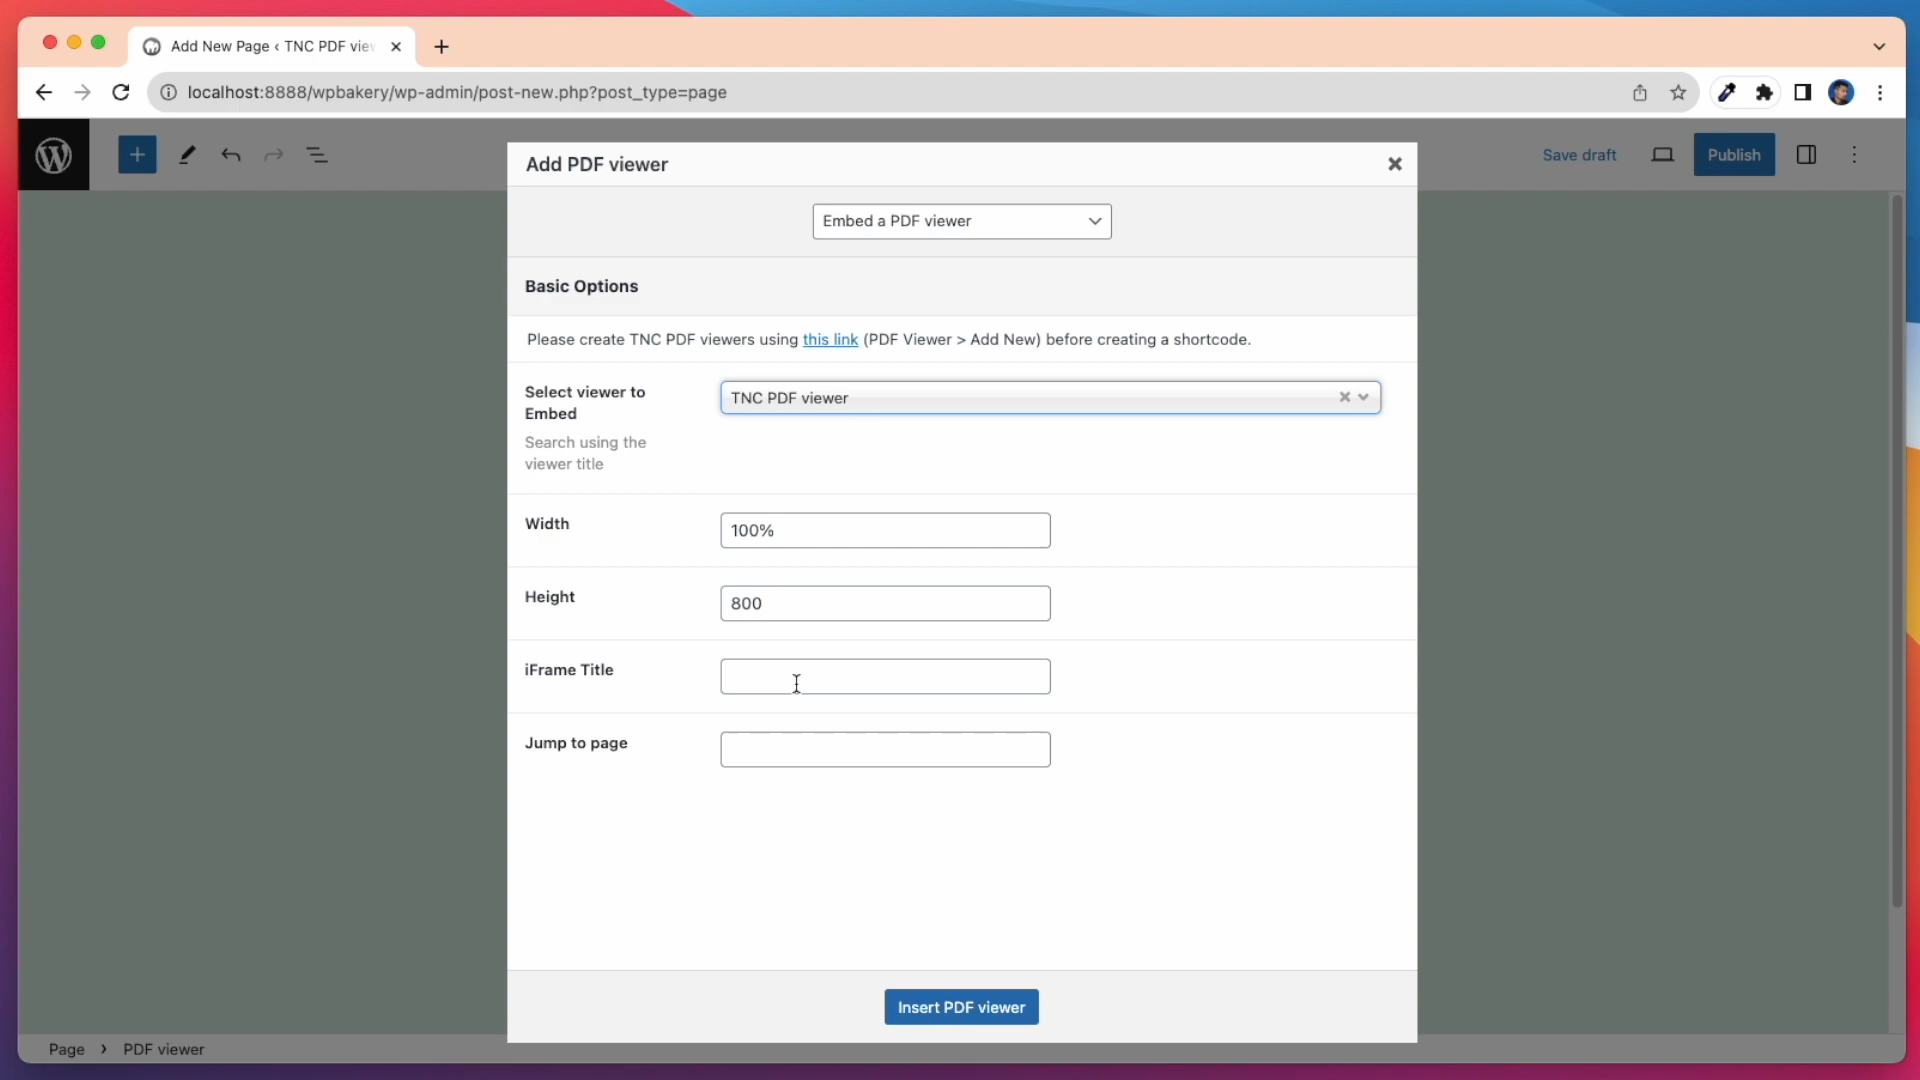 Add New Page ‹ TNC PDF vie
localhost:8888/wpbakery/wp-admin/post-new.php?post_type=page
Save draft
Publish
Add PDF viewer
Embed a PDF viewer
Basic Options
Please create TNC PDF viewers using this link (PDF Viewer > Add New) before creating a shortcode.
Select viewer to
Embed
TNC PDF viewer
Search using the
viewer title
Width
100%
Height
800
iFrame Title
Jump to page
Insert PDF viewer
Page › PDF viewer